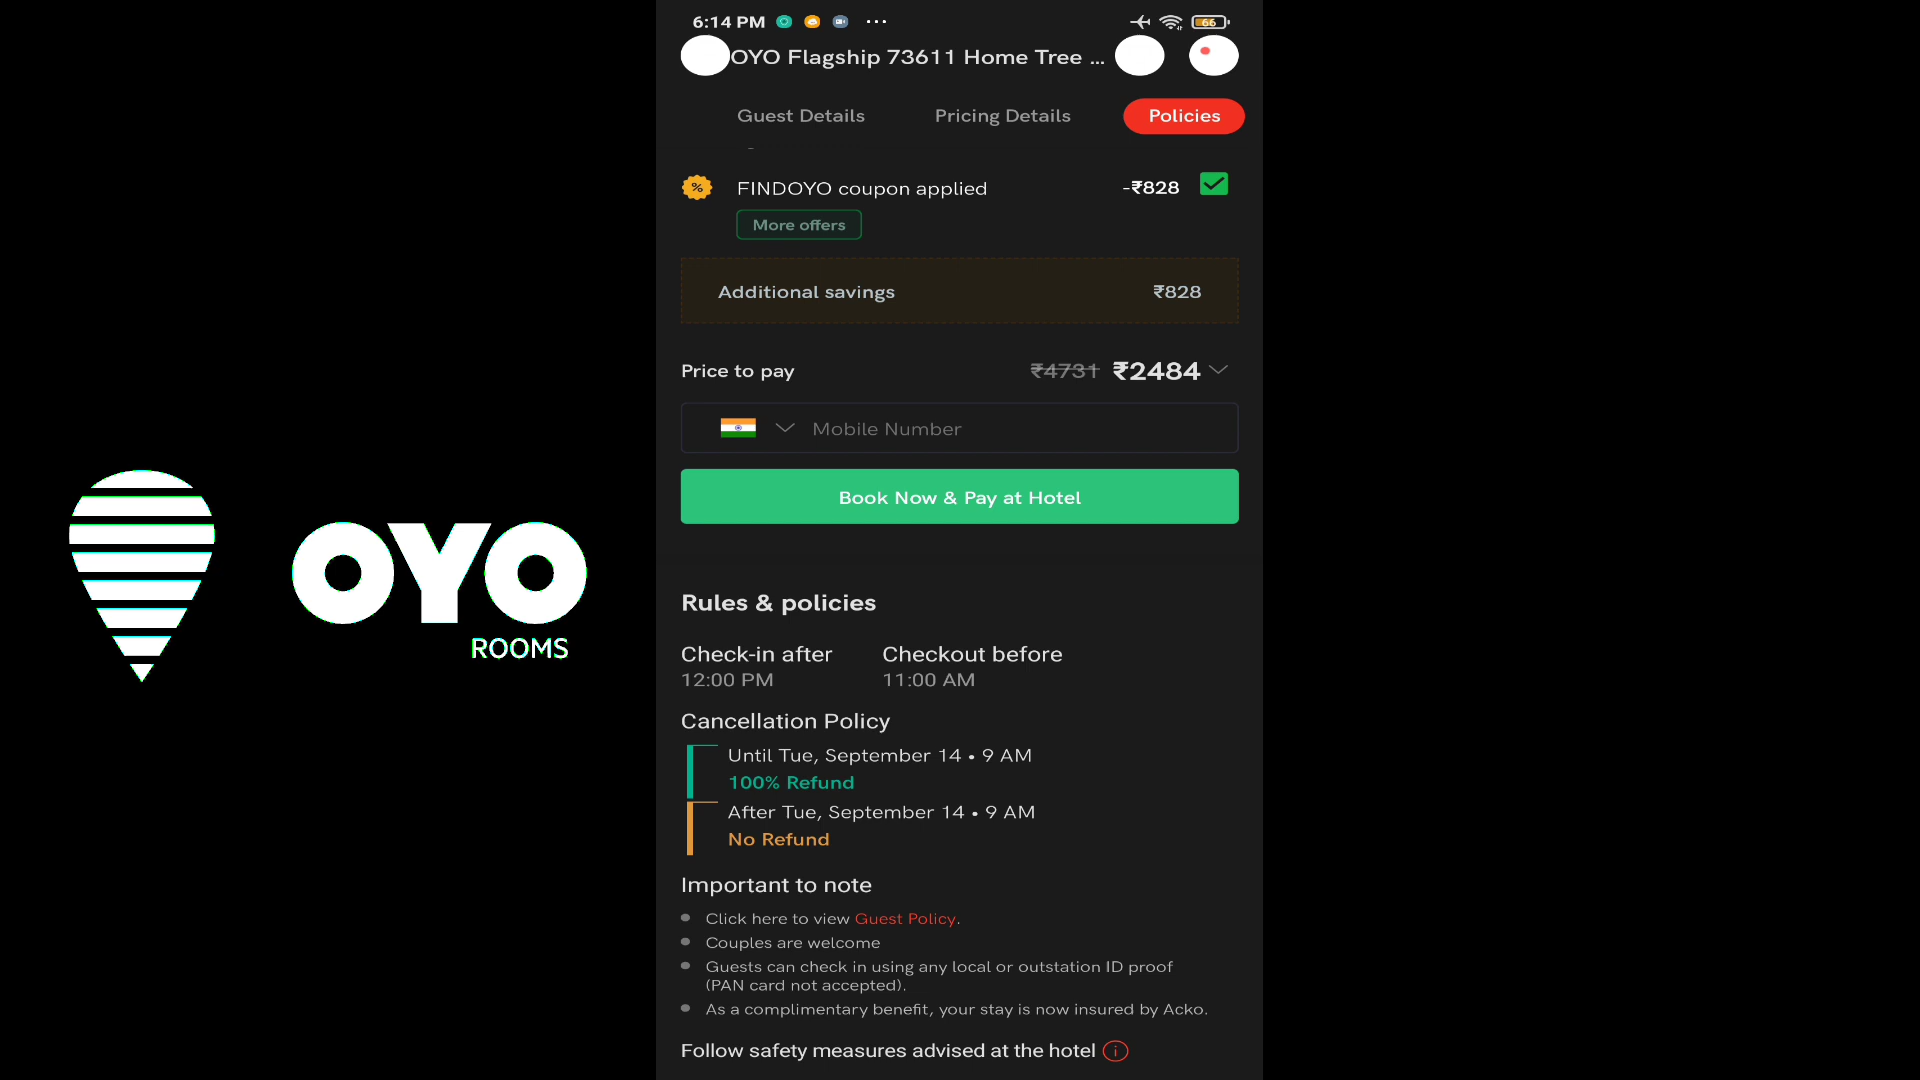 6:14 PM
66
OYO Flagship 73611 Home Tree ...
Guest Details
Pricing Details
Policies
%
FINDOYO coupon applied
-₹828
More offers
Additional savings
₹828
Price to pay
₹4731 ₹2484
Mobile Number
Book Now & Pay at Hotel
OYO
ROOMS
Rules & policies
Check-in after
Checkout before
12:00 PM
11:00 AM
Cancellation Policy
Until Tue, September 14 • 9 AM
100% Refund
After Tue, September 14 • 9 AM
No Refund
Important to note
Click here to view Guest Policy.
Couples are welcome
Guests can check in using any local or outstation ID proof
(PAN card not accepted).
As a complimentary benefit, your stay is now insured by Acko.
Follow safety measures advised at the hotel